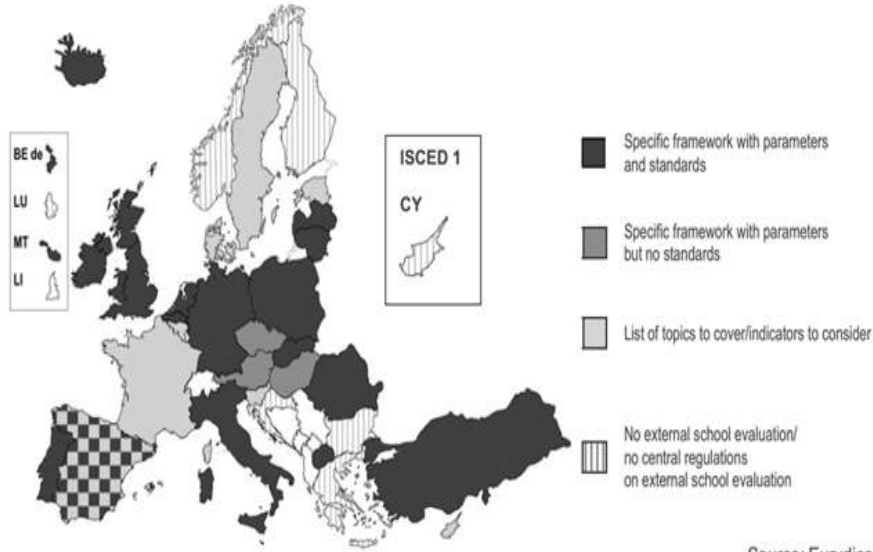 BE de
LU
MT
LI
ISCED 1
CY
Specific framework with parameters
and standards
Specific framework with parameters
but no standards
List of topics to cover/indicators to consider
No external school evaluation/
no central regulations
on external school evaluation